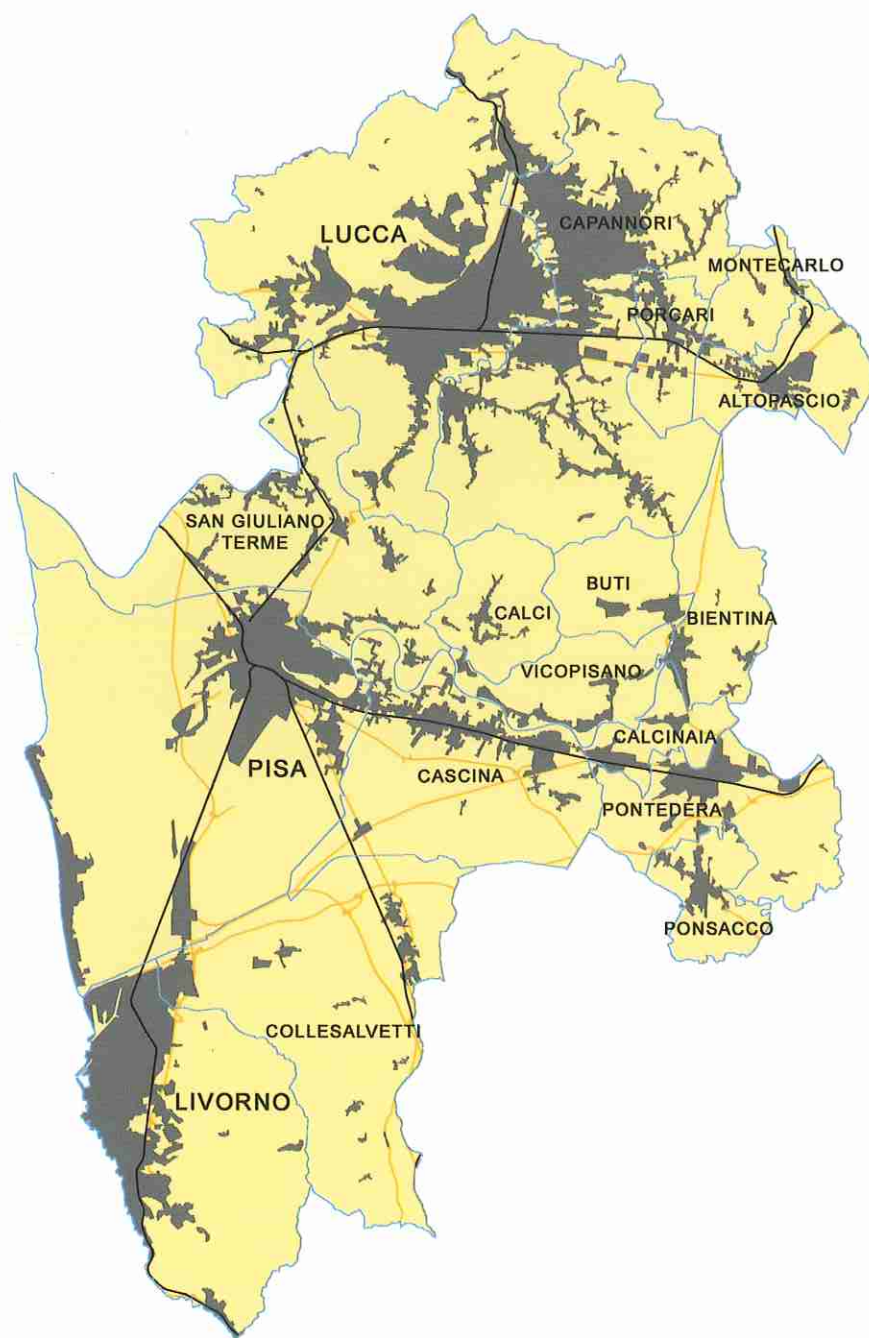 CAPANNORI
LUCCA
MONTECARLO
PORCARI
ALTOPASCIO
SAN GIULIANO
TERME
BUTI
CALCI
BIENTINA
VICOPISANO
CALCINAIA
PISA
CASCINA
PONTEDERA
PONSACCO
COLLESALVETTI
LIVORNO